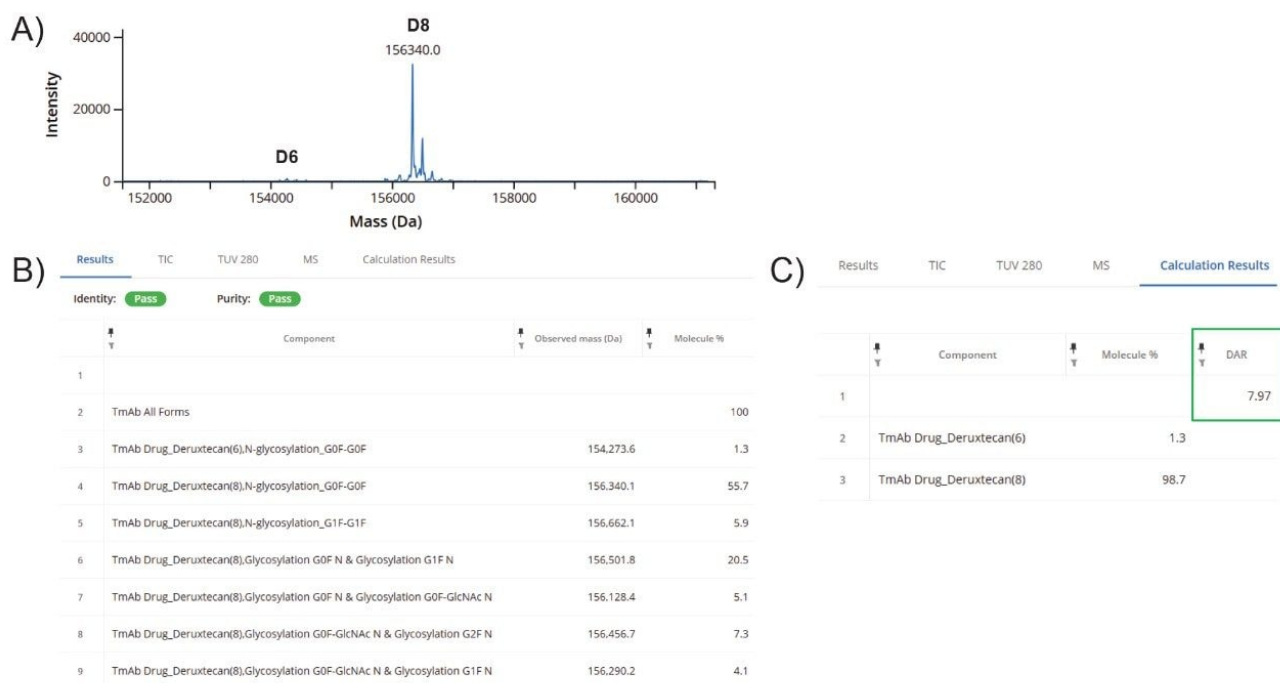 A)
D8
156340.0
40000
20000
0
Intensity
D6
152000 154000 156000 158000 160000
Mass (Da)
B)
Results TIC TUV 280 MS Calculation Results
Identity: Pass Purity: Pass
Component Observed mass (Da) Molecule %
1
2 TmAb All Forms 100
3 TmAb Drug_Deruxtecan(6),N-glycosylation_G0F-G0F 154,273.6 1.3
4 TmAb Drug_Deruxtecan(8),N-glycosylation_G0F-G0F 156,340.1 55.7
5 TmAb Drug_Deruxtecan(8),N-glycosylation_G1F-G1F 156,662.1 5.9
6 TmAb Drug_Deruxtecan(8),Glycosylation G0F N & Glycosylation G1F N 156,501.8 20.5
7 TmAb Drug_Deruxtecan(8),Glycosylation G0F N & Glycosylation G0F-GlcNAc N 156,128.4 5.1
8 TmAb Drug_Deruxtecan(8),Glycosylation G0F-GlcNAc N & Glycosylation G2F N 156,456.7 7.3
9 TmAb Drug_Deruxtecan(8),Glycosylation G0F-GlcNAc N & Glycosylation G1F N 156,290.2 4.1
C)
Results TIC TUV 280 MS Calculation Results
Component Molecule % DAR
1 7.97
2 TmAb Drug_Deruxtecan(6) 1.3
3 TmAb Drug_Deruxtecan(8) 98.7